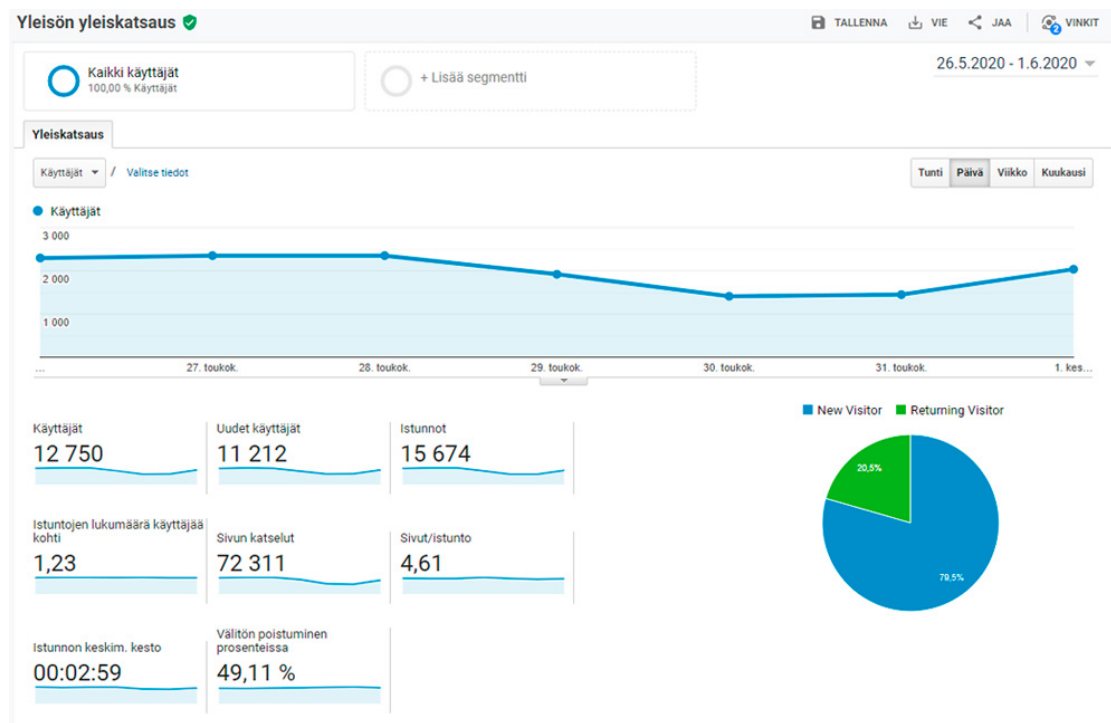 Yleisön yleiskatsaus
TALLENNA VIE JAA 2 VINKIT
Kaikki käyttäjät
100,00 % Käyttäjät
+ Lisää segmentti
26.5.2020 - 1.6.2020
Yleiskatsaus
Käyttäjät / Valitse tiedot
Tunti Päivä Viikko Kuukausi
Käyttäjät
3 000
2 000
1 000
... 27. toukok. 28. toukok. 29. toukok. 30. toukok. 31. toukok. 1. kes...
New Visitor Returning Visitor
Käyttäjät
12 750
Uudet käyttäjät
11 212
Istunnot
15 674
Istuntojen lukumäärä käyttäjää
kohti
1,23
Sivun katselut
72 311
Sivut/istunto
4,61
Istunnon keskim. kesto
00:02:59
Välitön poistuminen
prosenteissa
49,11 %
20,5%
79,5%